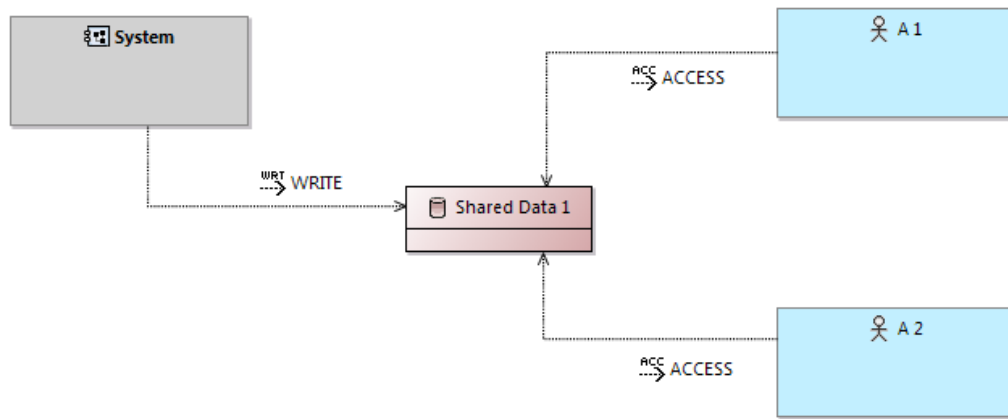 System
A 1
ACC ACCESS
WRT WRITE
Shared Data 1
A 2
ACC ACCESS